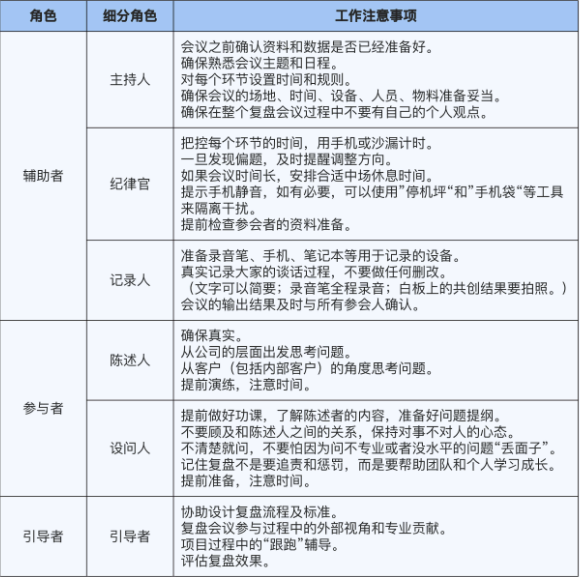 角色 细分角色 工作注意事项
辅助者
主持人
会议之前确认资料和数据是否已经准备好。
确保熟悉会议主题和日程。
对每个环节设置时间和规则。
确保会议的场地、时间、设备、人员、物料准备妥当。
确保在整个复盘会议过程中不要有自己的个人观点。
纪律官
把控每个环节的时间，用手机或沙漏计时。
一旦发现偏题，及时提醒调整方向。
如果会议时间长，安排合适中场休息时间。
提示手机静音，如有必要，可以使用”停机坪“和”手机袋“等工具
来隔离干扰。
提前检查参会者的资料准备。
记录人
准备录音笔、手机、笔记本等用于记录的设备。
真实记录大家的谈话过程，不要做任何删改。
（文字可以简要；录音笔全程录音；白板上的共创结果要拍照。）
会议的输出结果及时与所有参会人确认。
参与者
陈述人
确保真实。
从公司的层面出发思考问题。
从客户（包括内部客户）的角度思考问题。
提前演练，注意时间。
设问人
提前做好功课，了解陈述者的内容，准备好问题提纲。
不要顾及和陈述人之间的关系，保持对事不对人的心态。
不清楚就问，不要怕因为问不专业或者没水平的问题“丢面子”。
记住复盘不是要追责和惩罚，而是要帮助团队和个人学习成长。
提前准备，注意时间。
引导者
引导者
协助设计复盘流程及标准。
复盘会议参与过程中的外部视角和专业贡献。
项目过程中的“跟跑”辅导。
评估复盘效果。